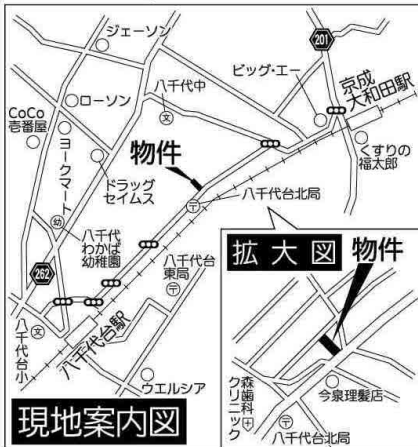 ジェーソン
201
ビッグ・エー
京成
大和田駅
ローソン
八千代中
文
CoCo
壱番屋
ヨークマート
物件
くすりの
福太郎
ドラッグ
セイムス
〒
八千代台北局
幼
八千代
わかば
幼稚園
八千代台
東局
〒
262
拡大図
物件
八千代台小
文
八千代台駅
ウエルシア
森歯科
クリニック
今泉理髪店
〒
八千代台北局
現地案内図